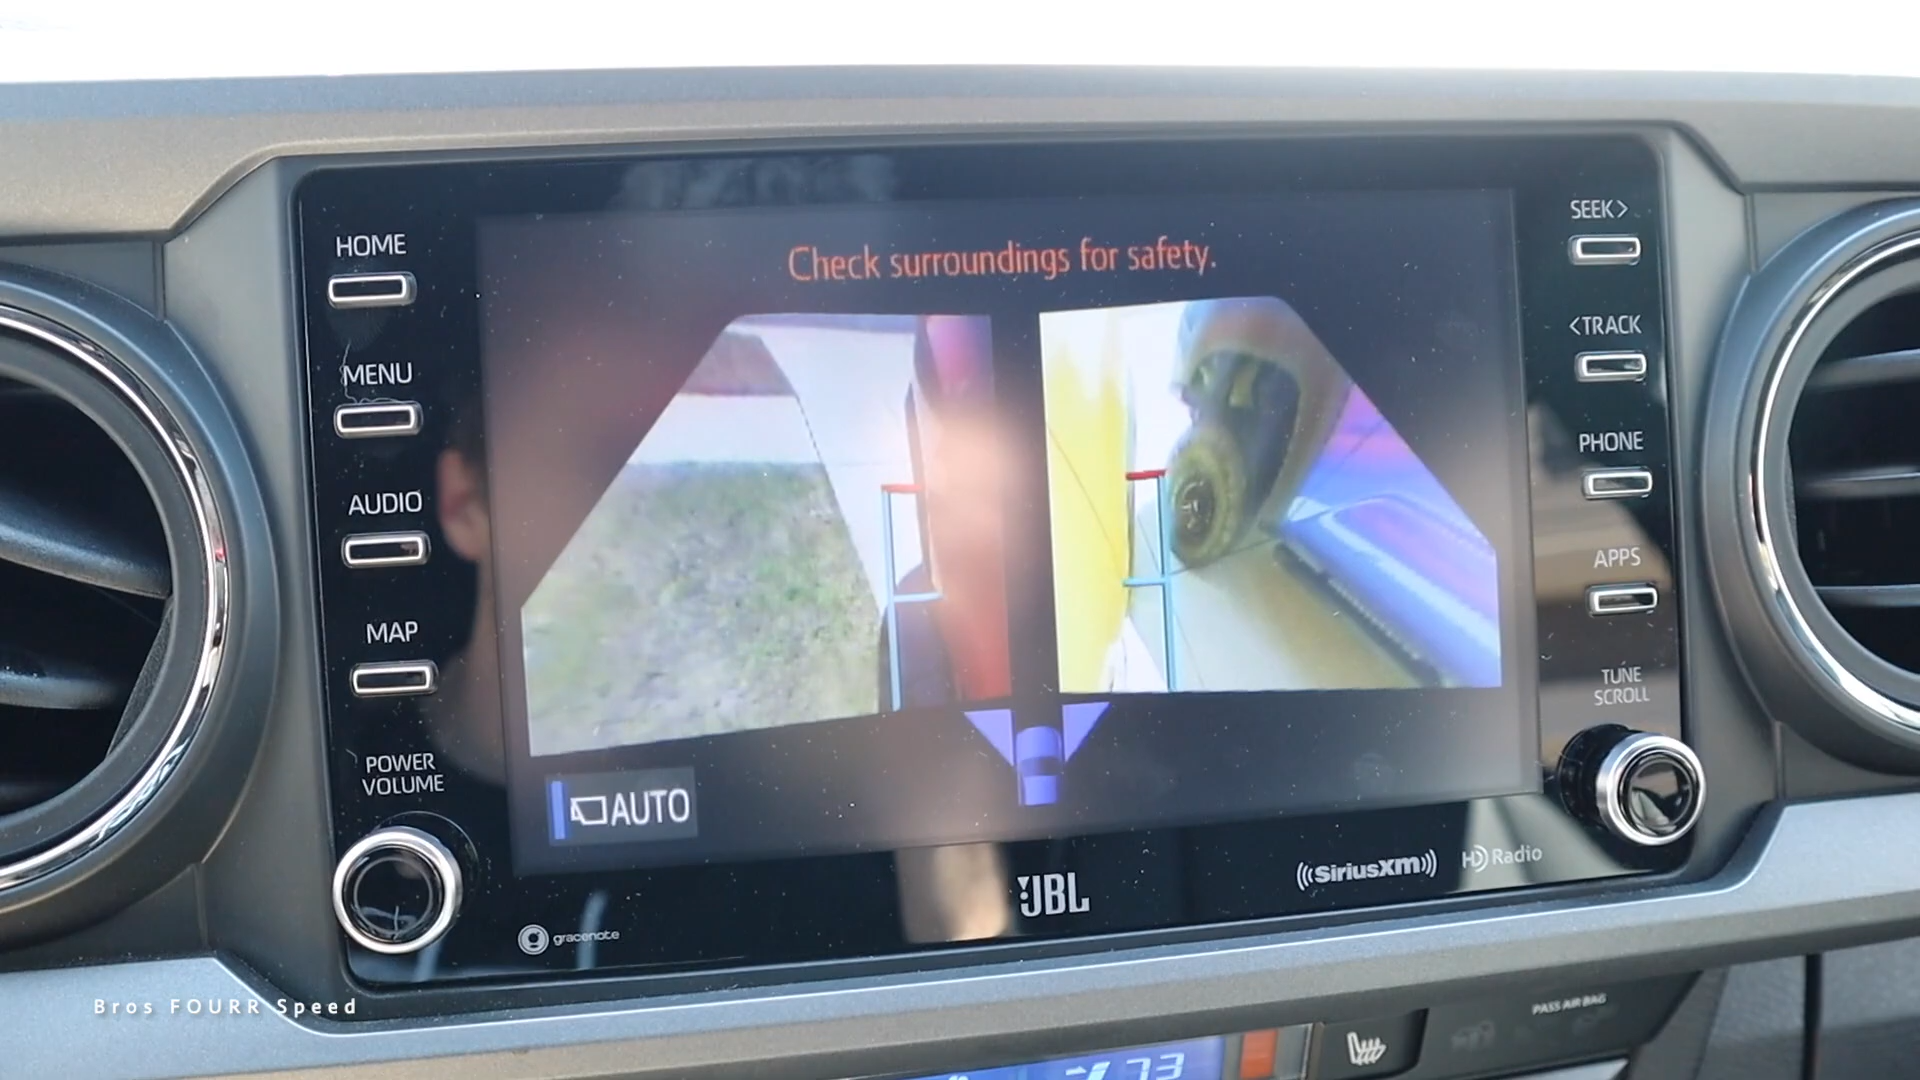 Check surroundings for safety.
HOME
MENU
AUDIO
MAP
POWER
VOLUME
SEEK>
<TRACK
PHONE
APPS
TUNE
SCROLL
AUTO
JBL
SiriusXM
HD Radio
gracenote
Bros FOURR Speed
PASS AIR BAG
73